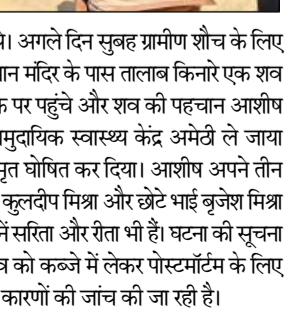 थे। अगले दिन सुबह ग्रामीण शौच के लिए
मंदिर के पास तालाब किनारे एक शव
पर पहुंचे और शव की पहचान आशीष
स्वास्थ्य केंद्र अमेठी ले जाया
मृत घोषित कर दिया। आशीष अपने तीन
कुलदीप मिश्रा और छोटे भाई बृजेश मिश्रा
सरिता और रीता भी हैं। घटना की सूचना
को कब्जे में लेकर पोस्टमॉर्टम के लिए
कारणों की जांच की जा रही है।